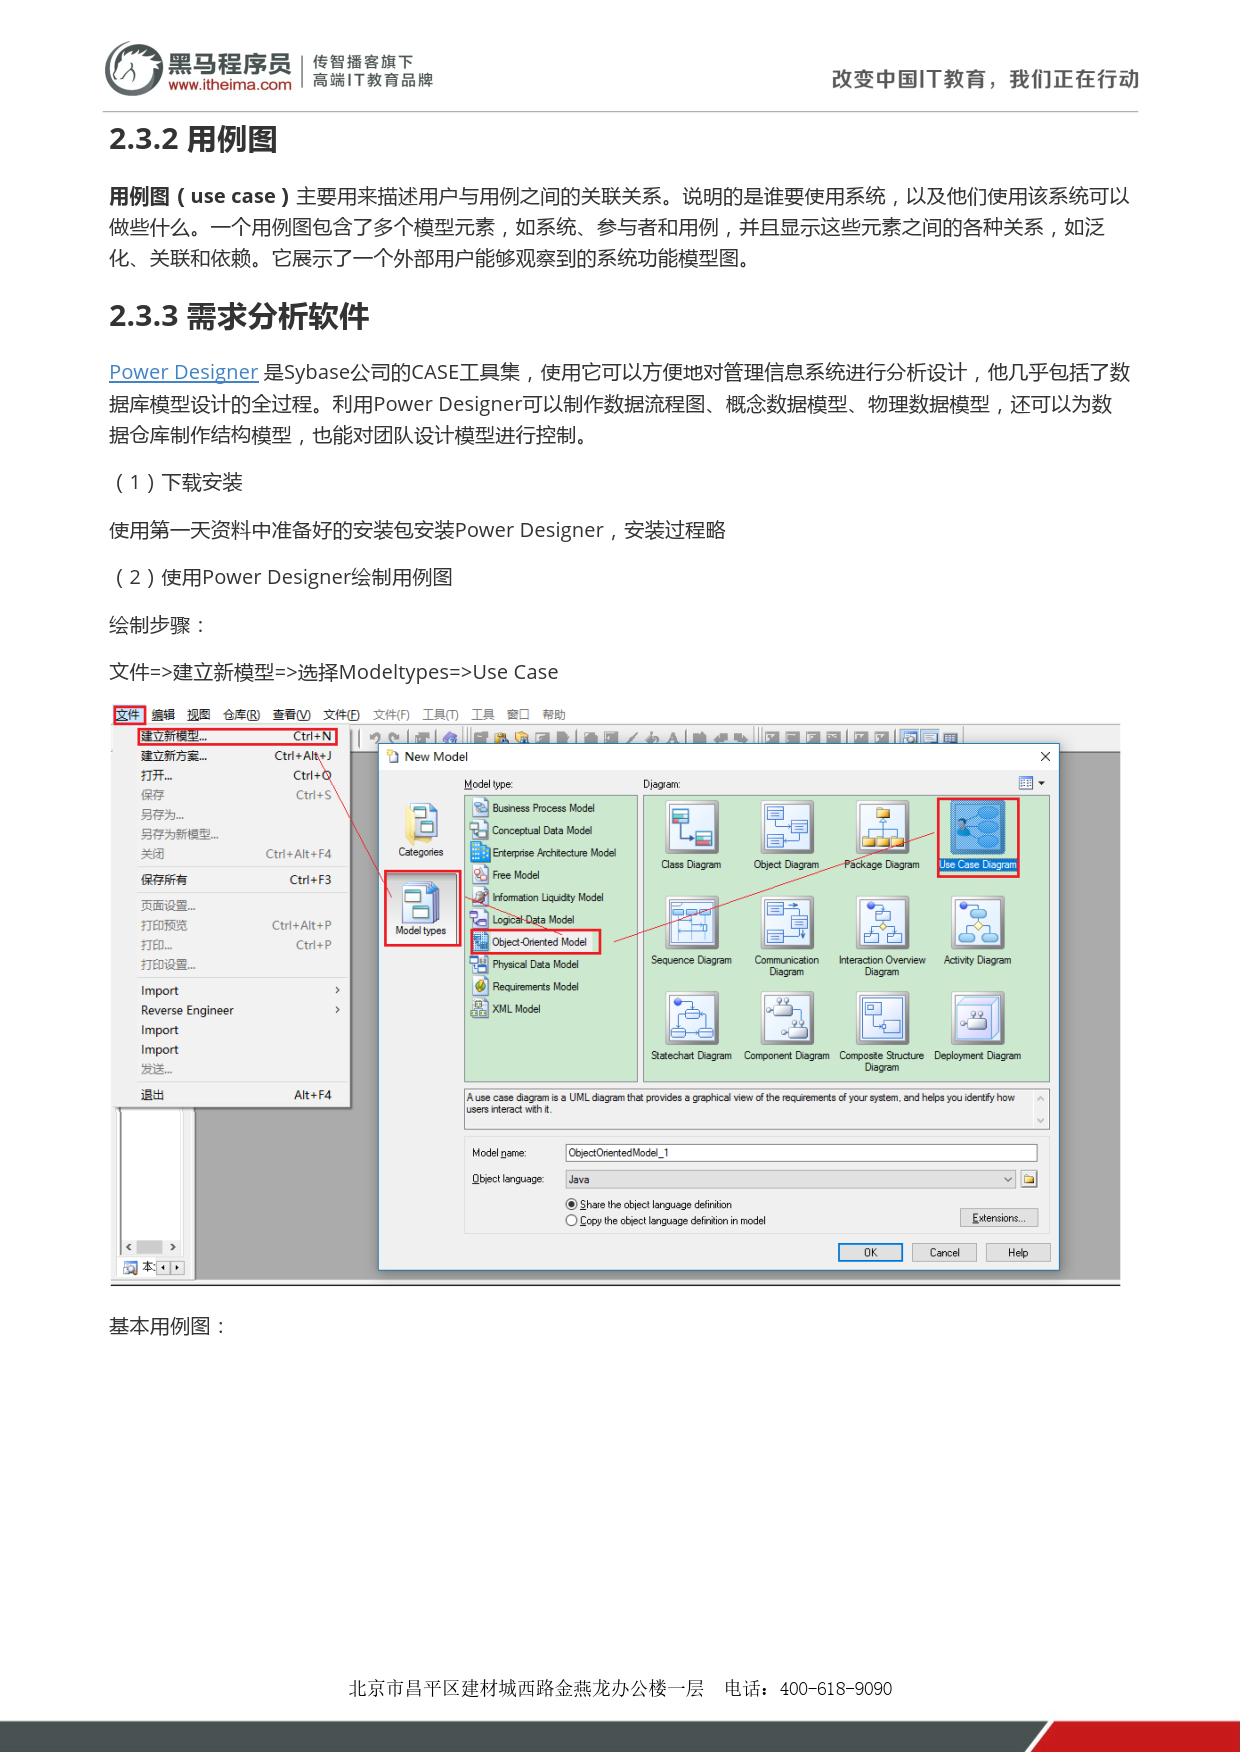 黑马程序员
www.itheima.com
传智播客旗下
高端IT教育品牌
改变中国IT教育，我们正在行动
2.3.2 用例图
用例图（use case）主要用来描述用户与用例之间的关联关系。说明的是谁要使用系统，以及他们使用该系统可以
做些什么。一个用例图包含了多个模型元素，如系统、参与者和用例，并且显示这些元素之间的各种关系，如泛
化、关联和依赖。它展示了一个外部用户能够观察到的系统功能模型图。
2.3.3 需求分析软件
Power Designer 是Sybase公司的CASE工具集，使用它可以方便地对管理信息系统进行分析设计，他几乎包括了数
据库模型设计的全过程。利用Power Designer可以制作数据流程图、概念数据模型、物理数据模型，还可以为数
据仓库制作结构模型，也能对团队设计模型进行控制。
（1）下载安装
使用第一天资料中准备好的安装包安装Power Designer，安装过程略
（2）使用Power Designer绘制用例图
绘制步骤：
文件=>建立新模型=>选择Modeltypes=>Use Case
文件 编辑 视图 仓库(R) 查看(V) 文件(F) 文件(F) 工具(T) 工具 窗口 帮助
建立新模型... Ctrl+N
建立新方案... Ctrl+Alt+J
打开... Ctrl+O
保存 Ctrl+S
另存为...
另存为新模型...
关闭 Ctrl+Alt+F4
保存所有 Ctrl+F3
页面设置...
打印预览 Ctrl+Alt+P
打印... Ctrl+P
打印设置...
Import
Reverse Engineer
Import
Import
发送...
退出 Alt+F4
本
New Model
Model type:
Diagram:
Categories
Model types
Business Process Model
Conceptual Data Model
Enterprise Architecture Model
Free Model
Information Liquidity Model
Logical Data Model
Object-Oriented Model
Physical Data Model
Requirements Model
XML Model
Class Diagram Object Diagram Package Diagram Use Case Diagram
Sequence Diagram Communication Diagram Interaction Overview Diagram Activity Diagram
Statechart Diagram Component Diagram Composite Structure Diagram Deployment Diagram
A use case diagram is a UML diagram that provides a graphical view of the requirements of your system, and helps you identify how
users interact with it.
Model name: ObjectOrientedModel_1
Object language: Java
Share the object language definition
Copy the object language definition in model
Extensions...
OK Cancel Help
基本用例图：
北京市昌平区建材城西路金燕龙办公楼一层 电话：400-618-9090